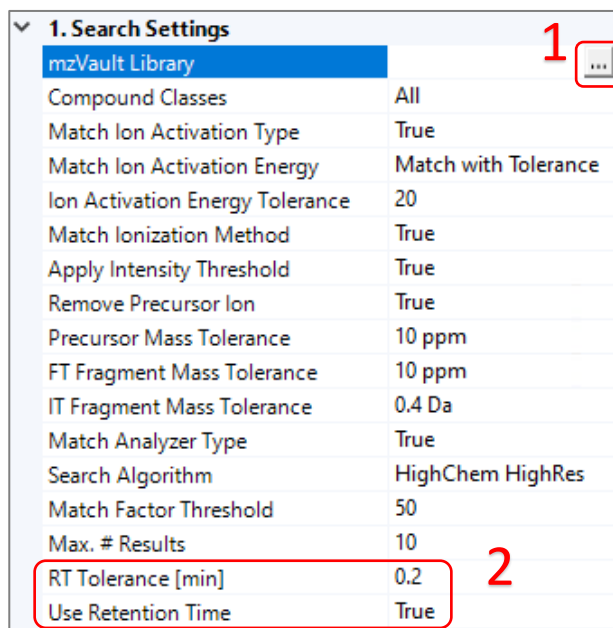 1. Search Settings
mzVault Library 1 ...
Compound Classes All
Match Ion Activation Type True
Match Ion Activation Energy Match with Tolerance
Ion Activation Energy Tolerance 20
Match Ionization Method True
Apply Intensity Threshold True
Remove Precursor Ion True
Precursor Mass Tolerance 10 ppm
FT Fragment Mass Tolerance 10 ppm
IT Fragment Mass Tolerance 0.4 Da
Match Analyzer Type True
Search Algorithm HighChem HighRes
Match Factor Threshold 50
Max. # Results 10
RT Tolerance [min] 0.2 2
Use Retention Time True